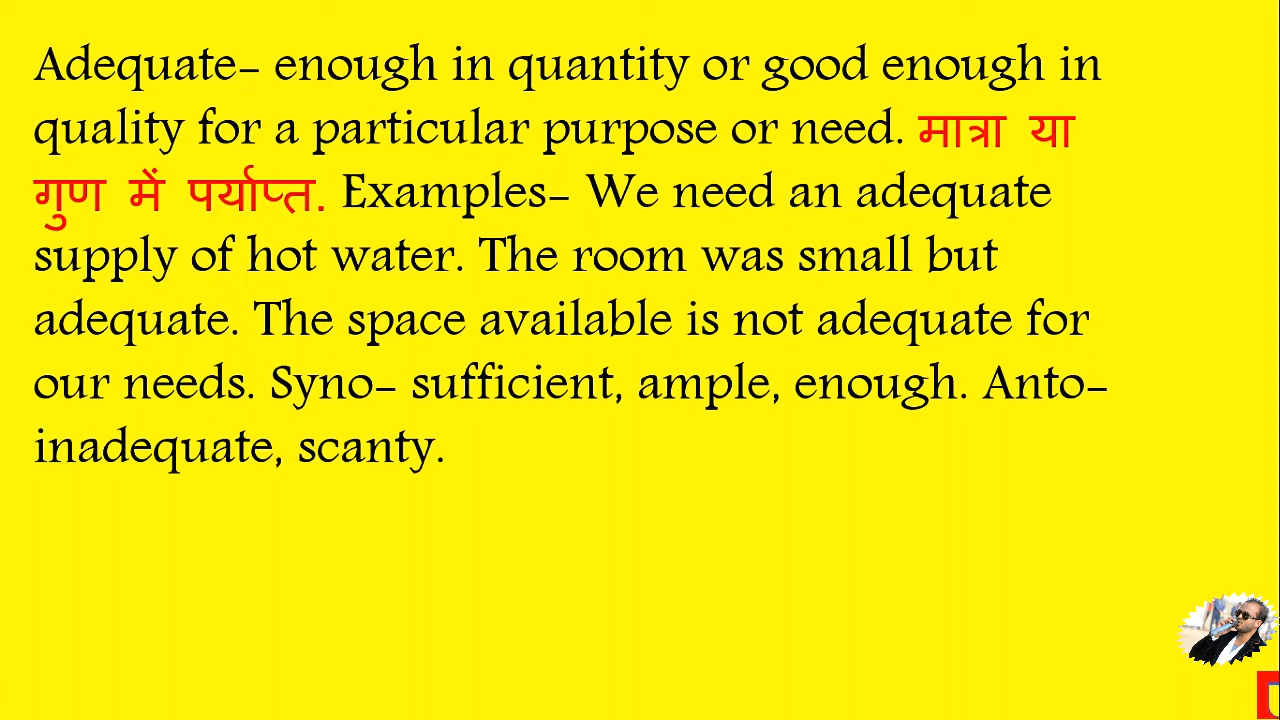 Adequate- enough in quantity or good enough in
quality for a particular purpose or need. मात्रा या
गुण में पर्याप्त. Examples- We need an adequate
supply of hot water. The room was small but
adequate. The space available is not adequate for
our needs. Syno- sufficient, ample, enough. Anto-
inadequate, scanty.